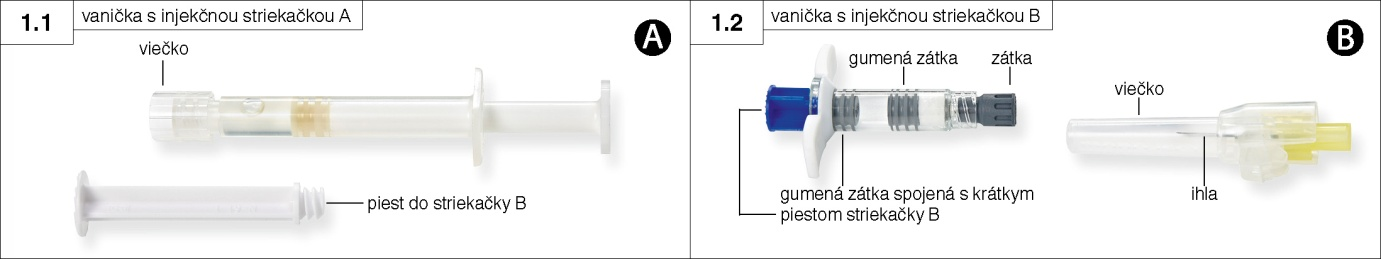 1.1
vanička s injekčnou striekačkou A
A
viečko
piest do striekačky B
1.2
vanička s injekčnou striekačkou B
B
gumená zátka
zátka
gumená zátka spojená s krátkym
piestom striekačky B
viečko
ihla